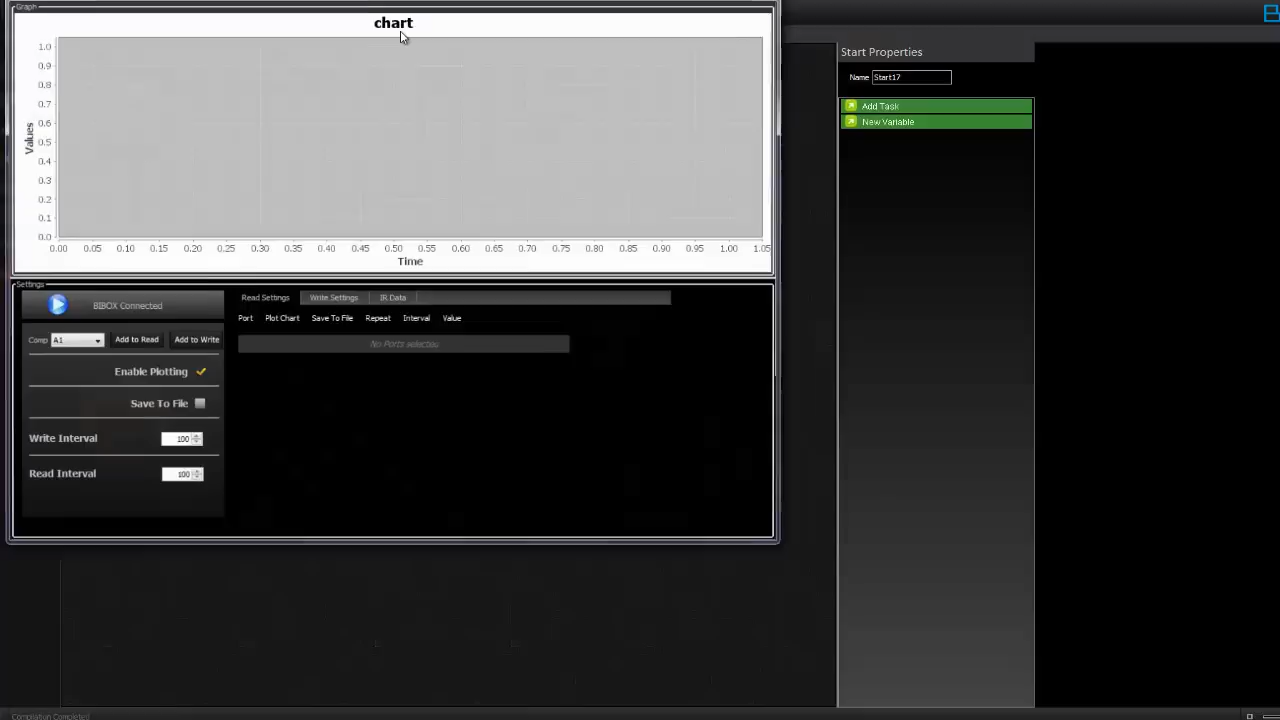 Graph
chart
1.0
0.9
0.8
0.7
0.6
0.5
0.4
0.3
0.2
0.1
0.0
Values
0.00 0.05 0.10 0.15 0.20 0.25 0.30 0.35 0.40 0.45 0.50 0.55 0.60 0.65 0.70 0.75 0.80 0.85 0.90 0.95 1.00 1.05
Time
Settings
BIBOX Connected
Comp A1 Add to Read Add to Write
Enable Plotting
Save To File
Write Interval 100
Read Interval 100
Read Settings Write Settings IR Data
Port Plot Chart Save To File Repeat Interval Value
No Ports selected
Start Properties
Name Start17
Add Task
New Variable
Compilation Completed